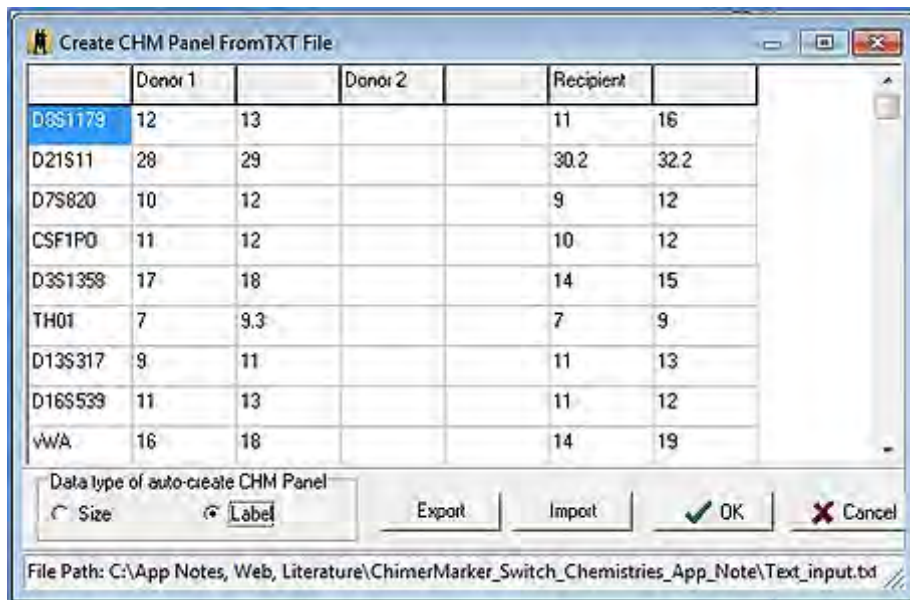 Create CHM Panel FromTXT File
Donor 1 Donor 2 Recipient
D8S1179 12 13 11 16
D21S11 28 29 30.2 32.2
D7S820 10 12 9 12
CSF1PO 11 12 10 12
D3S1358 17 18 14 15
TH01 7 9.3 7 9
D13S317 9 11 11 13
D16S539 11 13 11 12
vWA 16 18 14 19
Data type of auto-create CHM Panel
Size Label Export Import OK Cancel
File Path: C:\App Notes, Web, Literature\ChimerMarker_Switch_Chemistries_App_Note\Text_input.txt